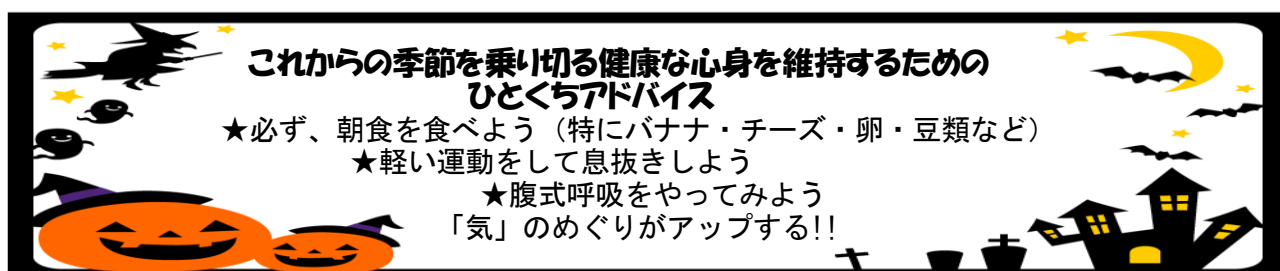 これからの季節を乗り切る健康な心身を維持するための
ひとくちアドバイス
★必ず、朝食を食べよう（特にバナナ・チーズ・卵・豆類など）
★軽い運動をして息抜きしよう
★腹式呼吸をやってみよう
「気」のめぐりがアップする!!